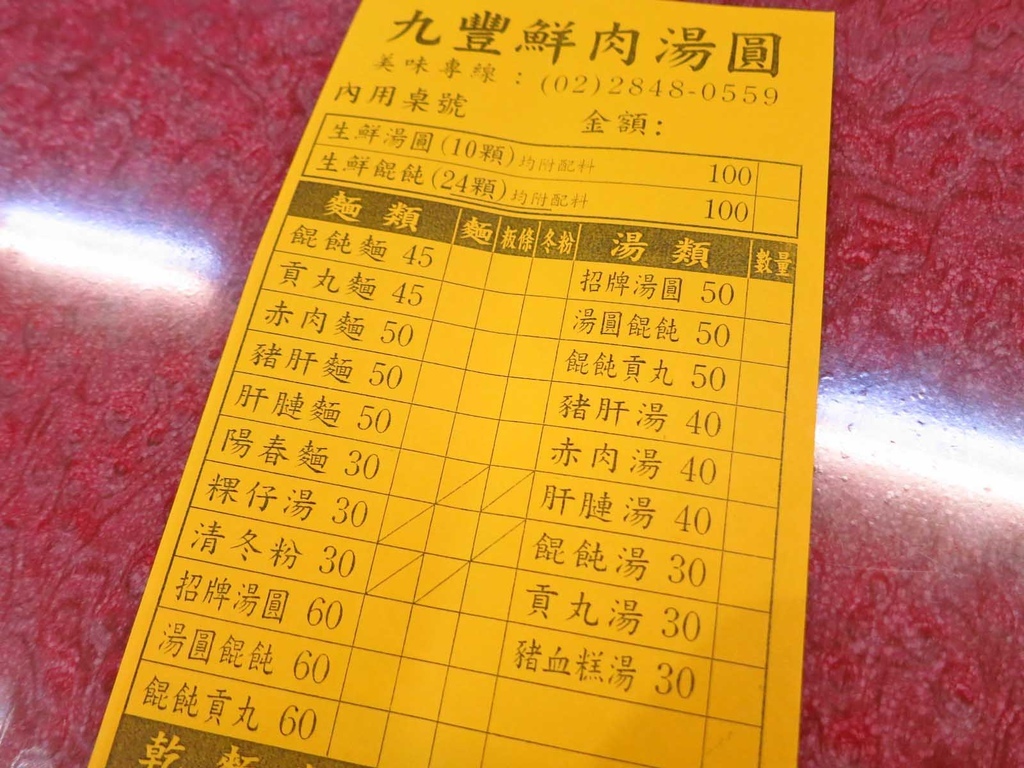 九豐鮮肉湯圓
美味專線：(02)2848-0559
內用桌號 金額：
生鮮湯圓(10顆)均附配料 100
生鮮餛飩(24顆)均附配料 100
麵類 麵 粄條 冬粉 湯類 數量
餛飩麵 45 招牌湯圓 50
貢丸麵 45 湯圓餛飩 50
赤肉麵 50 餛飩貢丸 50
豬肝麵 50 豬肝湯 40
肝膁麵 50 赤肉湯 40
陽春麵 30 肝膁湯 40
粿仔湯 30 餛飩湯 30
清冬粉 30 貢丸湯 30
招牌湯圓 60 豬血糕湯 30
湯圓餛飩 60
餛飩貢丸 60
乾麵類